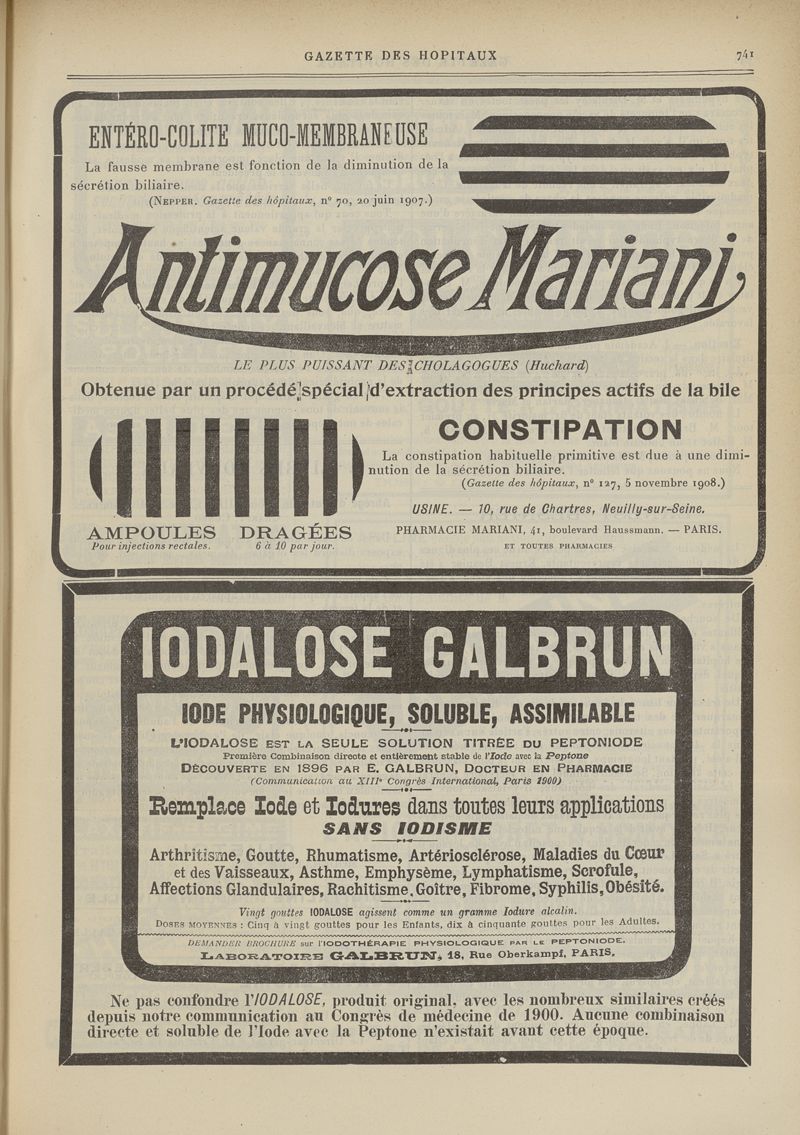 GAZETTE DES HOPITAUX 741
ENTÉRO-COLITE MUCO-MEMBRANEUSE
La fausse membrane est fonction de la diminution de la
sécrétion biliaire.
(NEPPER. Gazette des hôpitaux, nº 70, 20 juin 1907.)
Antimucose Mariani
LE PLUS PUISSANT DES CHOLAGOGUES (Huchard)
Obtenue par un procédé spécial d'extraction des principes actifs de la bile
CONSTIPATION
La constipation habituelle primitive est due à une dimi-
nution de la sécrétion biliaire.
(Gazette des hôpitaux, nº 127, 5 novembre 1908.)
USINE. — 10, rue de Chartres, Neuilly-sur-Seine.
AMPOULES DRAGÉES
Pour injections rectales. 6 à 10 par jour.
PHARMACIE MARIANI, 41, boulevard Haussmann. — PARIS.
ET TOUTES PHARMACIES
IODALOSE GALBRUN
IODE PHYSIOLOGIQUE, SOLUBLE, ASSIMILABLE
L'IODALOSE EST LA SEULE SOLUTION TITRÉE DU PEPTONIODE
Première Combinaison directe et entièrement stable de l'Iode avec la Peptone
DÉCOUVERTE EN 1896 PAR E. GALBRUN, DOCTEUR EN PHARMACIE
(Communication au XIIIe Congrès International, Paris 1900)
Remplace Iode et Iodures dans toutes leurs applications
SANS IODISME
Arthritisme, Goutte, Rhumatisme, Artériosclérose, Maladies du Cœur
et des Vaisseaux, Asthme, Emphysème, Lymphatisme, Scrofule,
Affections Glandulaires, Rachitisme, Goître, Fibrome, Syphilis, Obésité.
Vingt gouttes IODALOSE agissent comme un gramme Iodure alcalin.
DOSES MOYENNES : Cinq à vingt gouttes pour les Enfants, dix à cinquante gouttes pour les Adultes.
DEMANDER BROCHURE sur l'IODOTHÉRAPIE PHYSIOLOGIQUE PAR LE PEPTONIODE.
LABORATOIRE GALBRUN, 18, Rue Oberkampf, PARIS.
Ne pas confondre l'IODALOSE, produit original, avec les nombreux similaires créés
depuis notre communication au Congrès de médecine de 1900. Aucune combinaison
directe et soluble de l'Iode avec la Peptone n'existait avant cette époque.